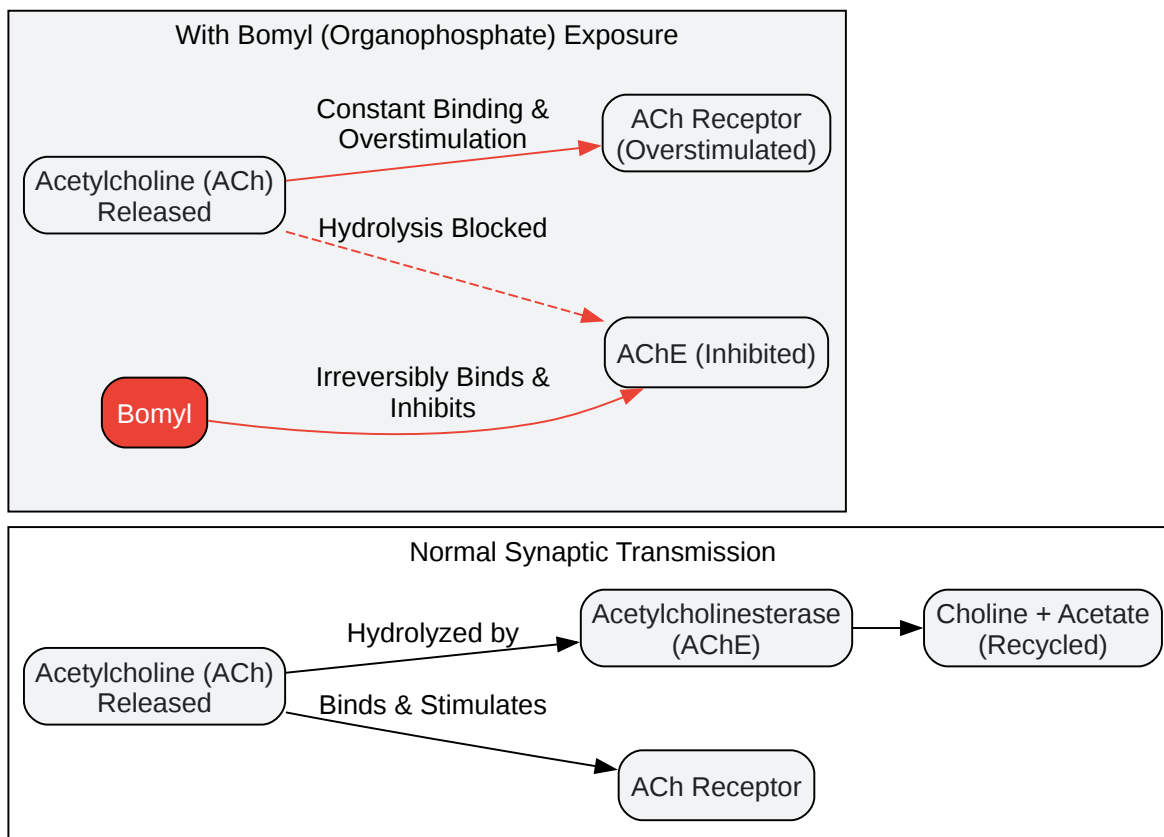 With Bomyl (Organophosphate) Exposure
Constant Binding &
Overstimulation
ACh Receptor
(Overstimulated)
Acetylcholine (ACh)
Released
Hydrolysis Blocked
AChE (Inhibited)
Irreversibly Binds &
Inhibits
Bomyl
Normal Synaptic Transmission
Acetylcholinesterase
(AChE)
Choline + Acetate
(Recycled)
Hydrolyzed by
Acetylcholine (ACh)
Released
Binds & Stimulates
ACh Receptor